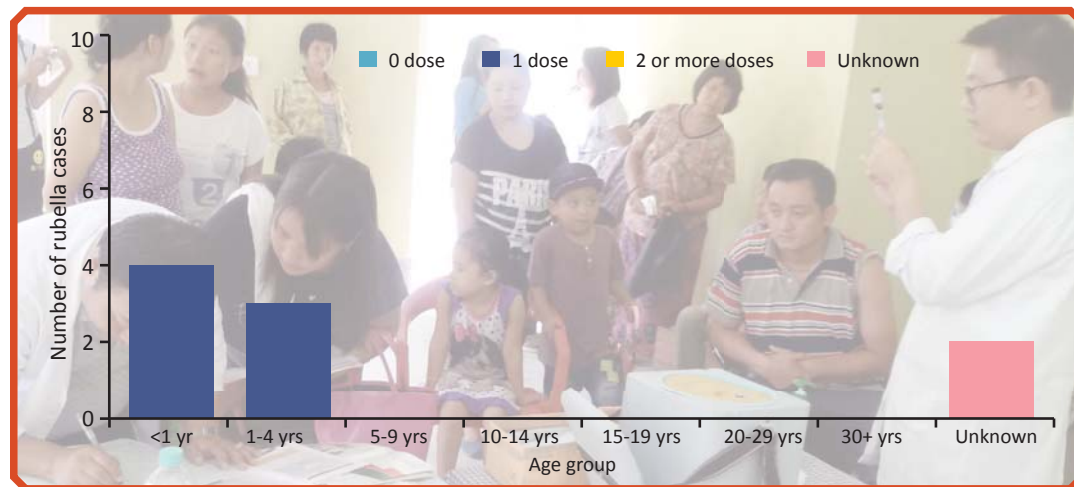 10
0 dose 1 dose 2 or more doses Unknown
8
6
4
2
0
Number of rubella cases
<1 yr 1-4 yrs 5-9 yrs 10-14 yrs 15-19 yrs 20-29 yrs 30+ yrs Unknown
Age group
PARIS
2